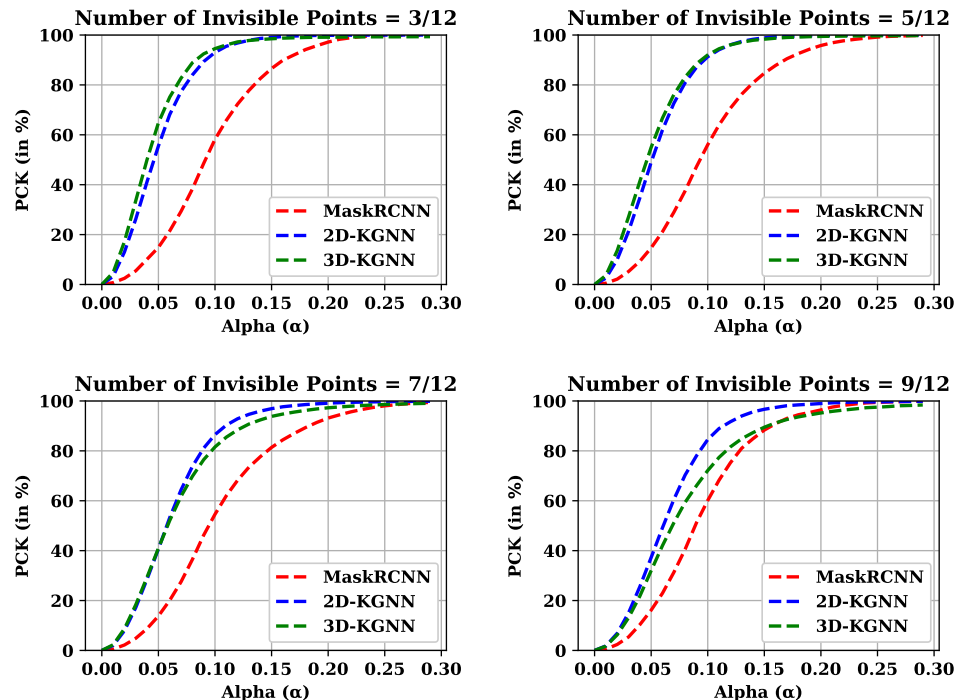 Number of Invisible Points = 3/12
PCK (in %)
100
80
60
40
20
0
MaskRCNN
2D-KGNN
3D-KGNN
0.00 0.05 0.10 0.15 0.20 0.25 0.30
Alpha (α)
Number of Invisible Points = 5/12
PCK (in %)
100
80
60
40
20
0
MaskRCNN
2D-KGNN
3D-KGNN
0.00 0.05 0.10 0.15 0.20 0.25 0.30
Alpha (α)
Number of Invisible Points = 7/12
PCK (in %)
100
80
60
40
20
0
MaskRCNN
2D-KGNN
3D-KGNN
0.00 0.05 0.10 0.15 0.20 0.25 0.30
Alpha (α)
Number of Invisible Points = 9/12
PCK (in %)
100
80
60
40
20
0
MaskRCNN
2D-KGNN
3D-KGNN
0.00 0.05 0.10 0.15 0.20 0.25 0.30
Alpha (α)